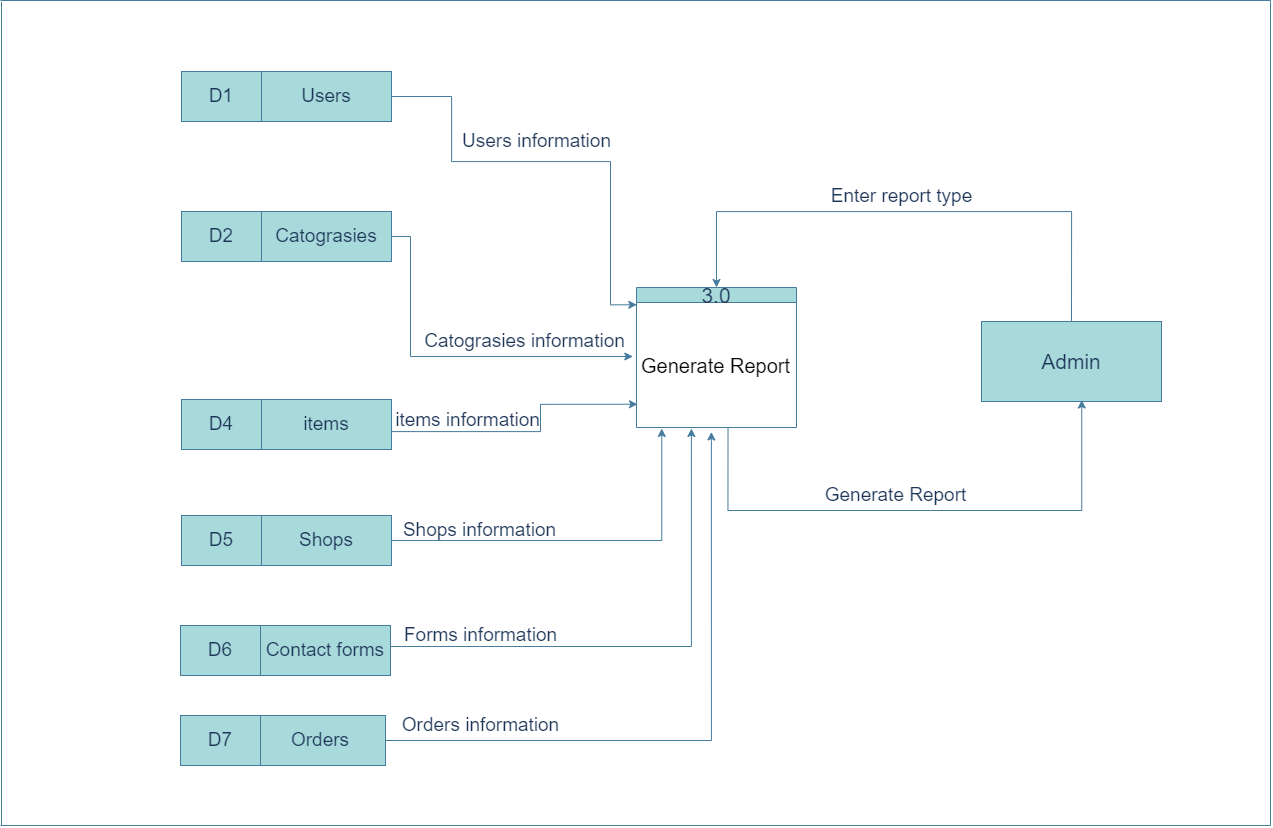 D1 Users
Users information
Enter report type
D2 Catograsies
3.0
Catograsies information
Generate Report
Admin
D4 items
items information
Generate Report
D5 Shops
Shops information
D6 Contact forms
Forms information
D7 Orders
Orders information